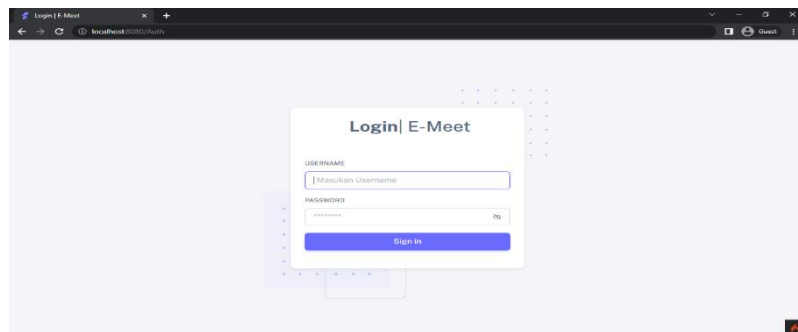 Login | E-Meet
localhost:8080/Auth
Guest
Login| E-Meet
USERNAME
Masukan Username
PASSWORD
********
Sign in